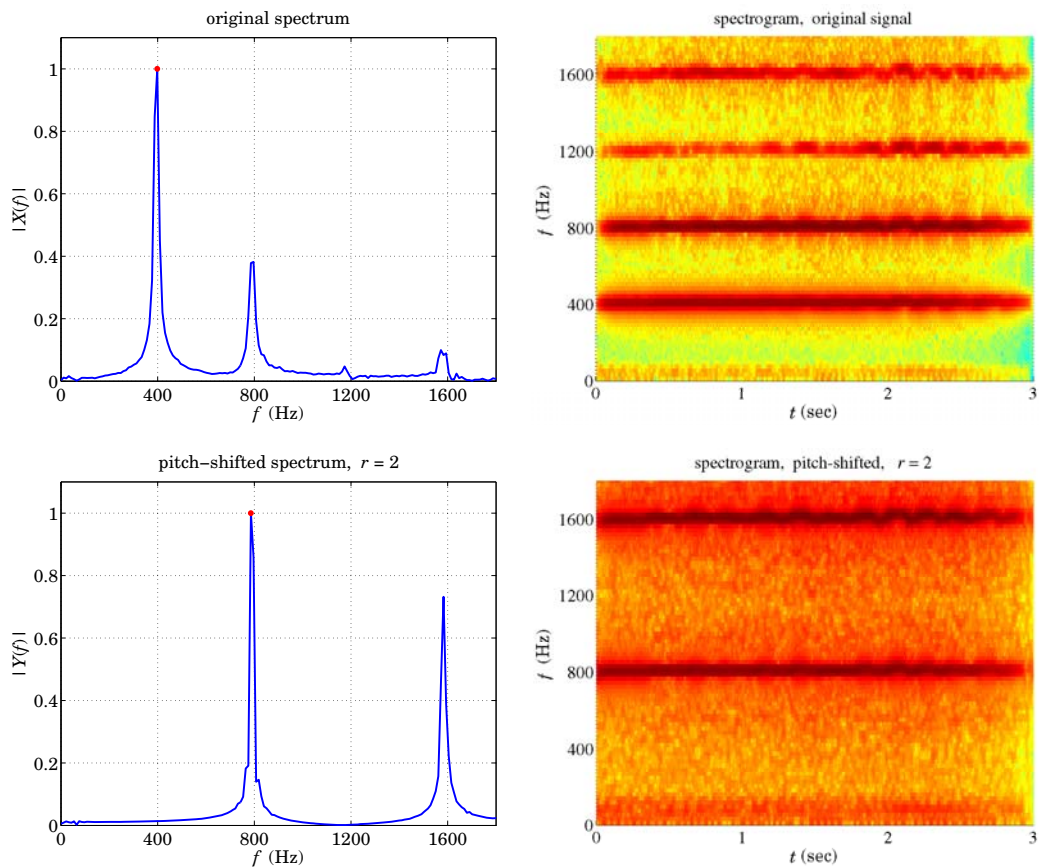 original spectrum
1
0.8
0.6
0.4
0.2
0
|X(f)|
0 400 800 1200 1600
f (Hz)
spectrogram, original signal
1600
1200
800
400
0
f (Hz)
0 1 2 3
t (sec)
pitch−shifted spectrum, r = 2
1
0.8
0.6
0.4
0.2
0
|Y(f)|
0 400 800 1200 1600
f (Hz)
spectrogram, pitch-shifted, r = 2
1600
1200
800
400
0
f (Hz)
0 1 2 3
t (sec)